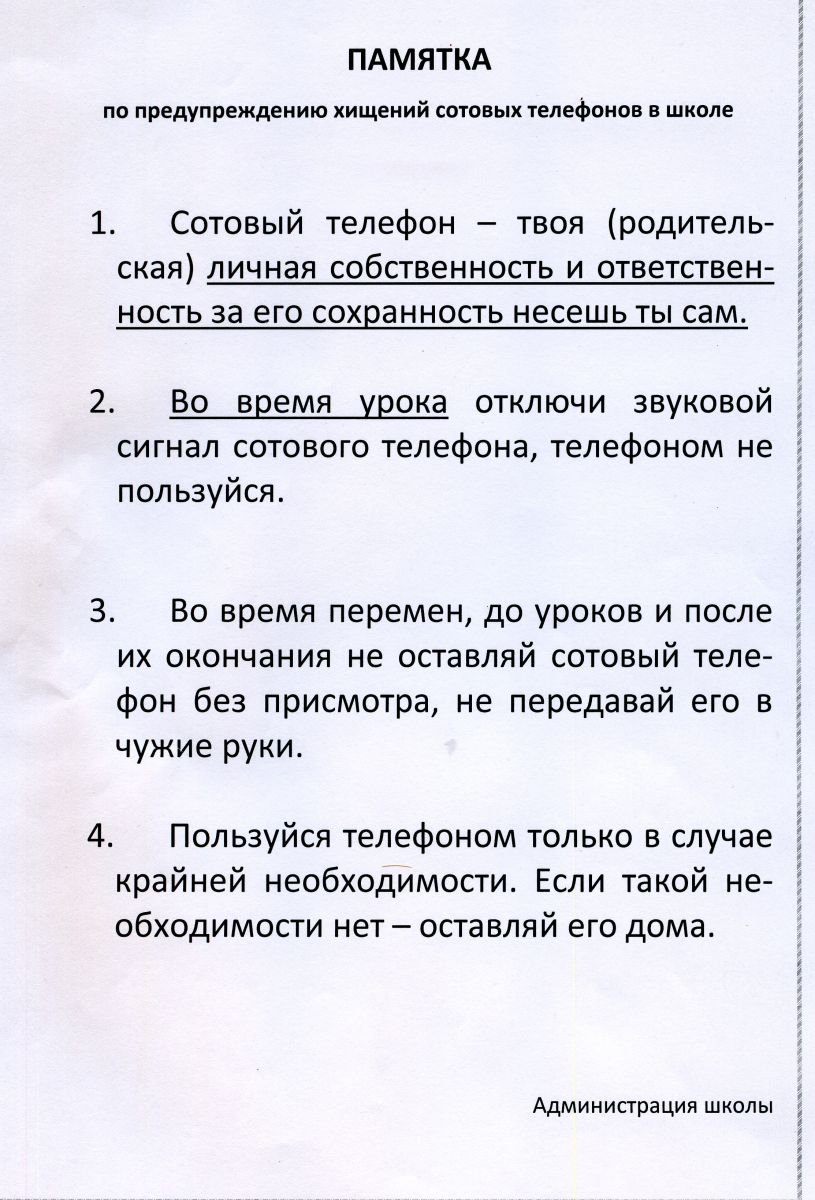 ПАМЯТКА
по предупреждению хищений сотовых телефонов в школе
1. Сотовый телефон – твоя (родитель-
ская) личная собственность и ответствен-
ность за его сохранность несешь ты сам.
2. Во время урока отключи звуковой
сигнал сотового телефона, телефоном не
пользуйся.
3. Во время перемен, до уроков и после
их окончания не оставляй сотовый теле-
фон без присмотра, не передавай его в
чужие руки.
4. Пользуйся телефоном только в случае
крайней необходимости. Если такой не-
обходимости нет – оставляй его дома.
Администрация школы